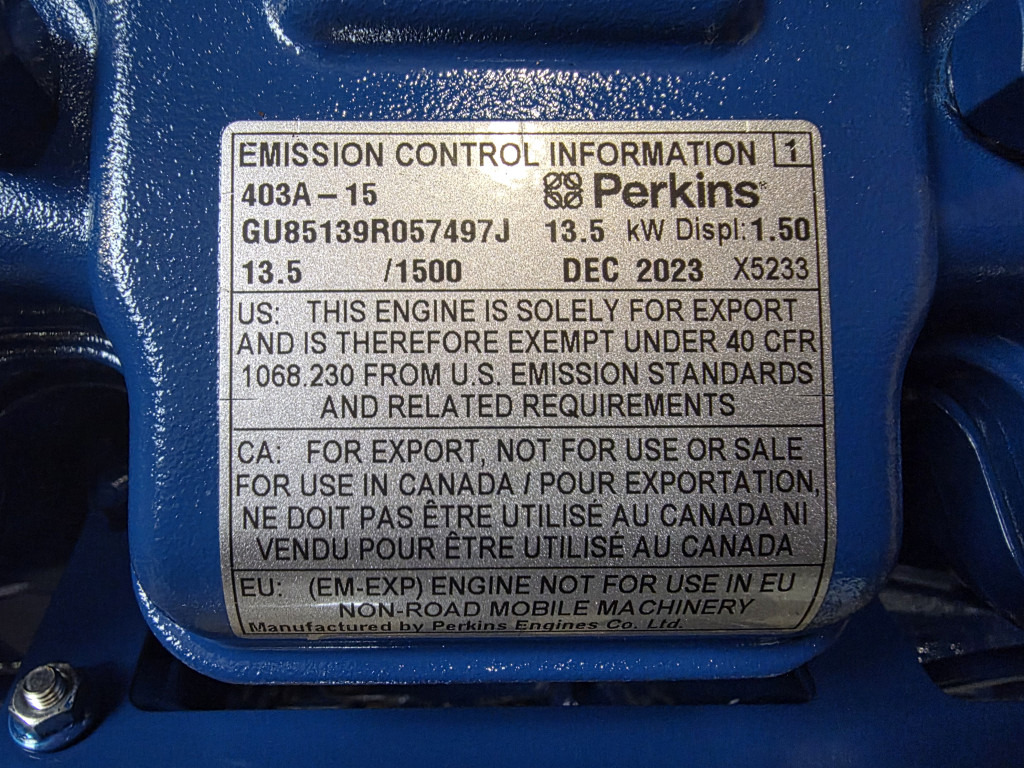 EMISSION CONTROL INFORMATION 1
403A-15 Perkins
GU85139R057497J 13.5 kW Displ:1.50
13.5 /1500 DEC 2023 X5233
US: THIS ENGINE IS SOLELY FOR EXPORT
AND IS THEREFORE EXEMPT UNDER 40 CFR
1068.230 FROM U.S. EMISSION STANDARDS
AND RELATED REQUIREMENTS
CA: FOR EXPORT, NOT FOR USE OR SALE
FOR USE IN CANADA / POUR EXPORTATION,
NE DOIT PAS ÊTRE UTILISÉ AU CANADA NI
VENDU POUR ÊTRE UTILISÉ AU CANADA
EU: (EM-EXP) ENGINE NOT FOR USE IN EU
NON-ROAD MOBILE MACHINERY
Manufactured by Perkins Engines Co. Ltd.